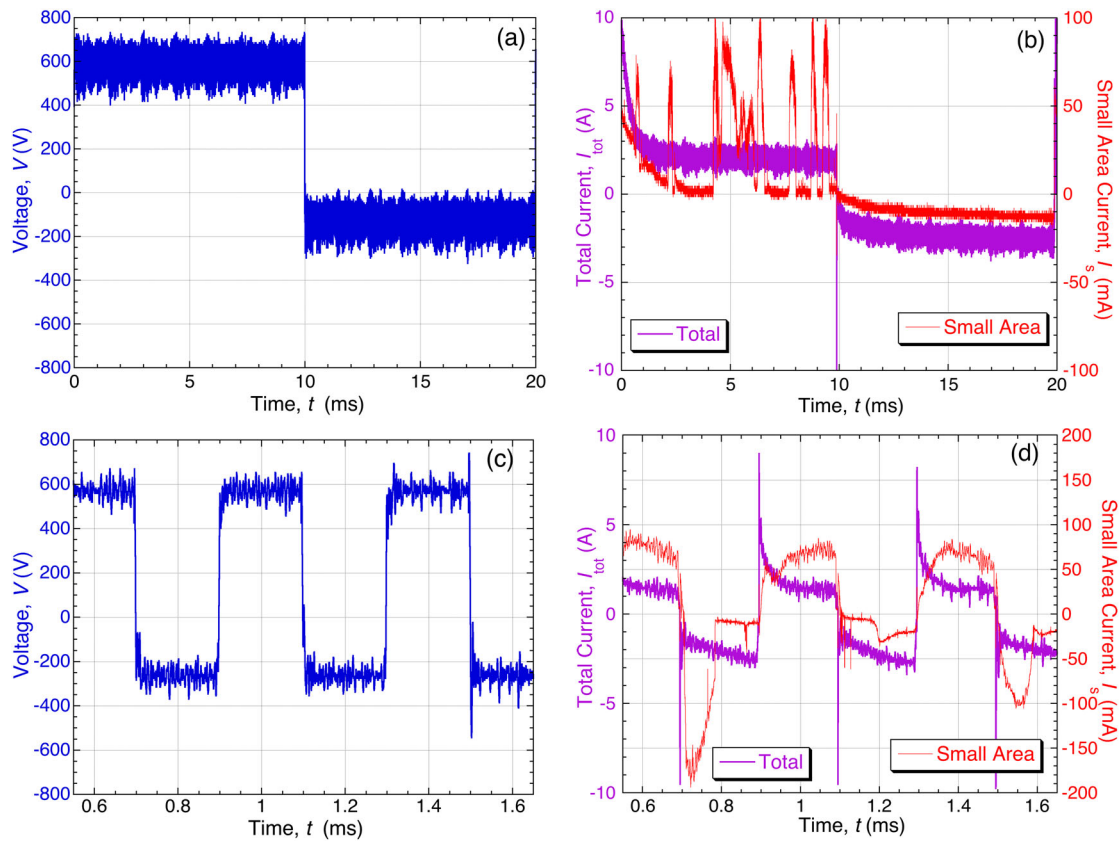 (a)
Voltage, V (V)
800
600
400
200
0
-200
-400
-600
-800
0 5 10 15 20
Time, t (ms)
(b)
Total Current, I_tot (A)
10
5
0
-5
-10
Small Area Current, I_s (mA)
100
50
0
-50
-100
Total
Small Area
0 5 10 15 20
Time, t (ms)
(c)
Voltage, V (V)
800
600
400
200
0
-200
-400
-600
-800
0.6 0.8 1 1.2 1.4 1.6
Time, t (ms)
(d)
Total Current, I_tot (A)
10
5
0
-5
-10
Small Area Current, I_s (mA)
200
150
100
50
0
-50
-100
-150
-200
Total
Small Area
0.6 0.8 1 1.2 1.4 1.6
Time, t (ms)